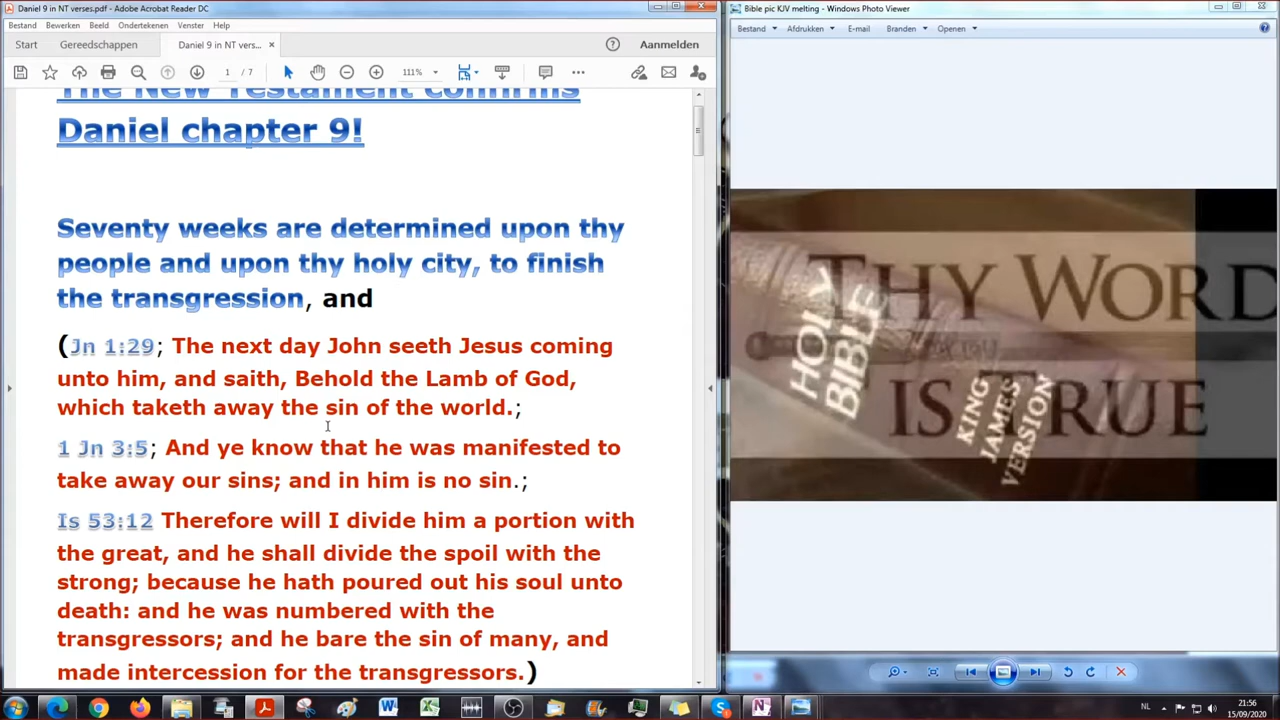 Daniel 9 in NT verses.pdf - Adobe Acrobat Reader DC
Bestand Bewerken Beeld Ondertekenen Venster Help
Start Gereedschappen Daniel 9 in NT vers... × Aanmelden
1 / 7 111%
The New Testament confirms
Daniel chapter 9!
Seventy weeks are determined upon thy
people and upon thy holy city, to finish
the transgression, and
(Jn 1:29; The next day John seeth Jesus coming
unto him, and saith, Behold the Lamb of God,
which taketh away the sin of the world.;
1 Jn 3:5; And ye know that he was manifested to
take away our sins; and in him is no sin.;
Is 53:12 Therefore will I divide him a portion with
the great, and he shall divide the spoil with the
strong; because he hath poured out his soul unto
death: and he was numbered with the
transgressors; and he bare the sin of many, and
made intercession for the transgressors.)
Bible pic KJV melting - Windows Photo Viewer
Bestand Afdrukken E-mail Branden Openen
THY WORD
IS TRUE
HOLY
BIBLE
KING
JAMES
VERSION
NL
21:56
15/09/2020